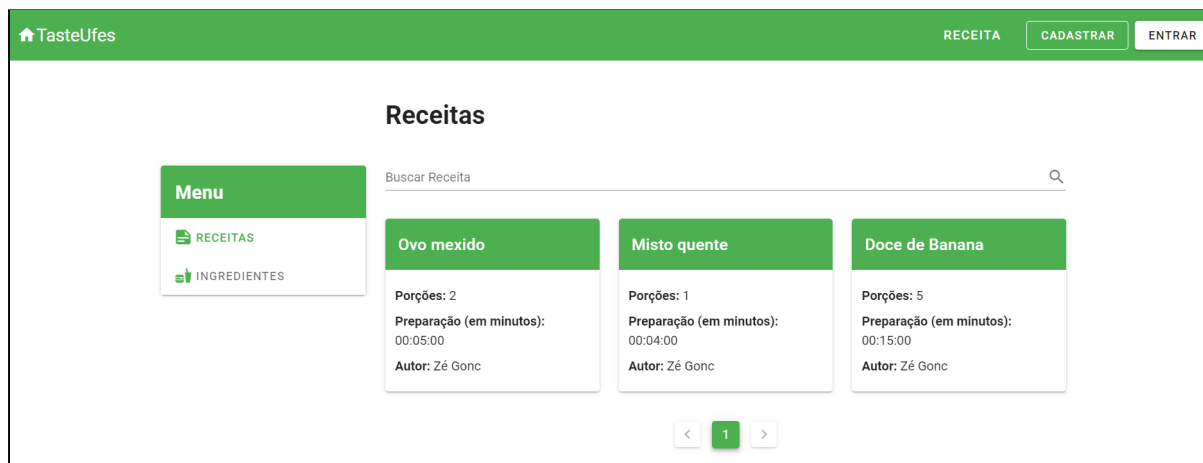 TasteUfes
RECEITA
CADASTRAR
ENTRAR
Receitas
Menu
RECEITAS
INGREDIENTES
Buscar Receita
Ovo mexido
Porções: 2
Preparação (em minutos):
00:05:00
Autor: Zé Gonc
Misto quente
Porções: 1
Preparação (em minutos):
00:04:00
Autor: Zé Gonc
Doce de Banana
Porções: 5
Preparação (em minutos):
00:15:00
Autor: Zé Gonc
1